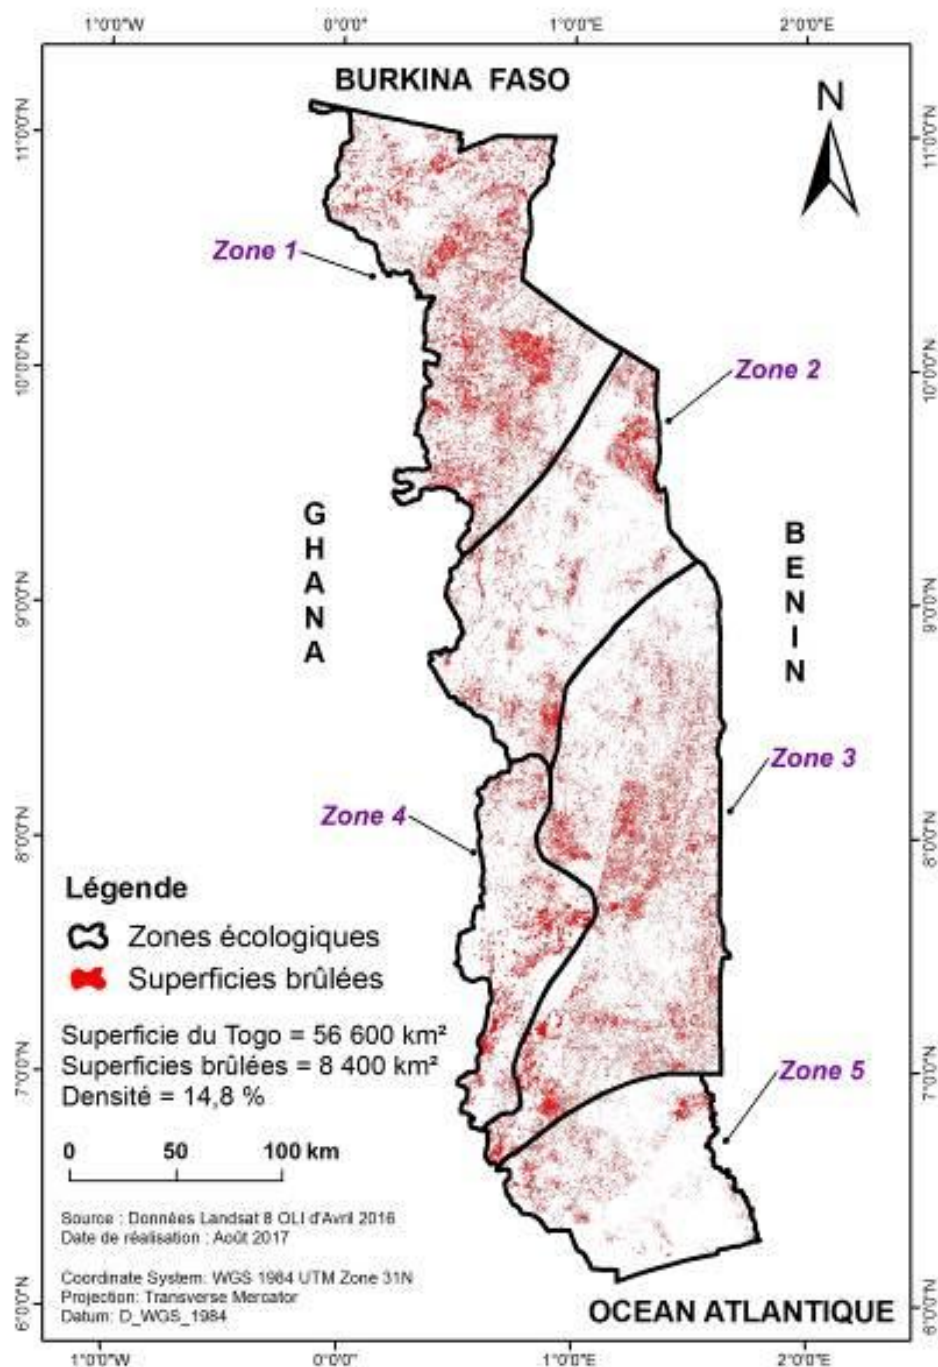 1°0'0"W 0°0'0" 1°0'0"E 2°0'0"E
BURKINA FASO
N
11°0'0"N
11°0'0"N
Zone 1
10°0'0"N
Zone 2
10°0'0"N
GHANA
BENIN
9°0'0"N
9°0'0"N
Zone 3
Zone 4
8°0'0"N
8°0'0"N
Légende
Zones écologiques
Superficies brûlées
Superficie du Togo = 56 600 km²
Superficies brûlées = 8 400 km²
Densité = 14,8 %
7°0'0"N
7°0'0"N
Zone 5
0 50 100 km
Source : Données Landsat 8 OLI d'Avril 2016
Date de réalisation : Août 2017
Coordinate System: WGS 1984 UTM Zone 31N
Projection: Transverse Mercator
Datum: D_WGS_1984
OCEAN ATLANTIQUE
6°0'0"N
6°0'0"N
1°0'0"W 0°0'0" 1°0'0"E 2°0'0"E